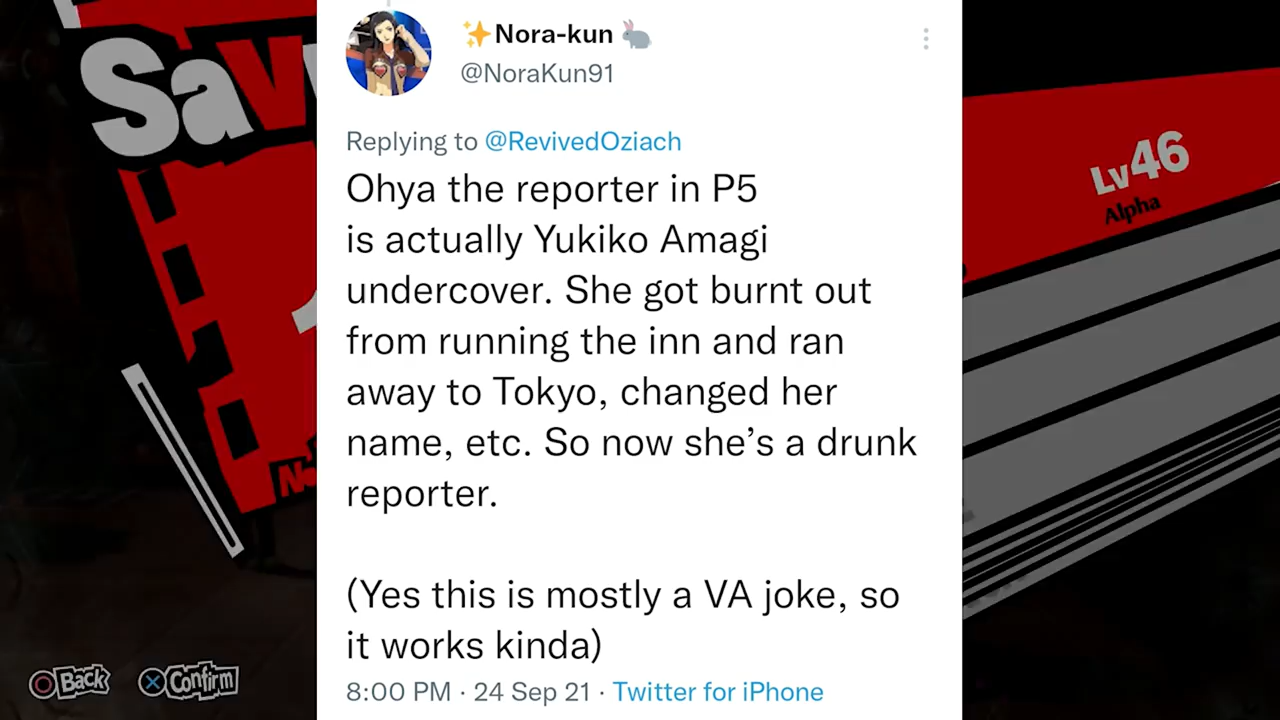 Sav
✨Nora-kun 🐇
@NoraKun91
Replying to @RevivedOziach
Ohya the reporter in P5
is actually Yukiko Amagi
undercover. She got burnt out
from running the inn and ran
away to Tokyo, changed her
name, etc. So now she’s a drunk
reporter.
(Yes this is mostly a VA joke, so
it works kinda)
8:00 PM · 24 Sep 21 · Twitter for iPhone
Lv46
Alpha
Back
Confirm